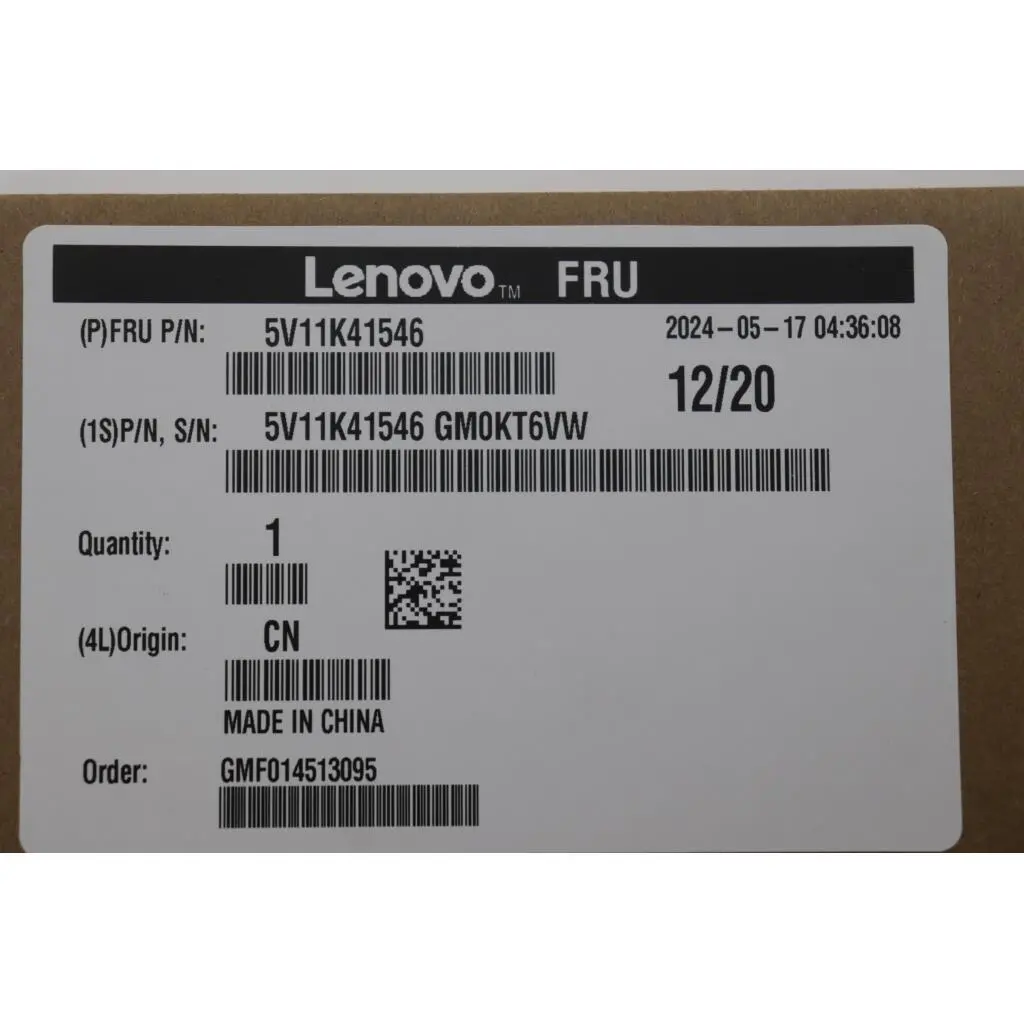 Lenovo™ FRU
(P)FRU P/N: 5V11K41546 2024-05-17 04:36:08
12/20
(1S)P/N, S/N: 5V11K41546 GM0KT6VW
Quantity: 1
(4L)Origin: CN
MADE IN CHINA
Order: GMF014513095